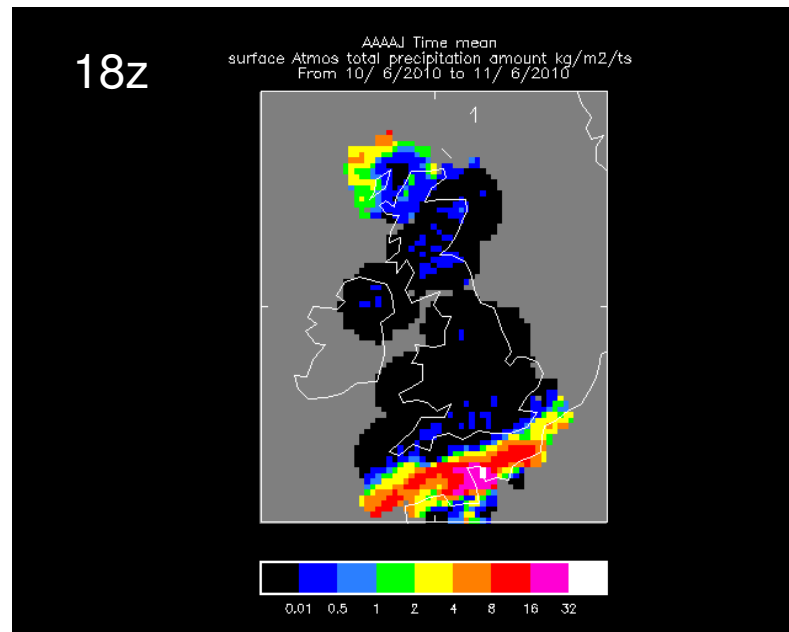 18z
AAAAJ Time mean
surface Atmos total precipitation amount kg/m2/ts
From 10/ 6/2010 to 11/ 6/2010
1
0.01 0.5 1 2 4 8 16 32